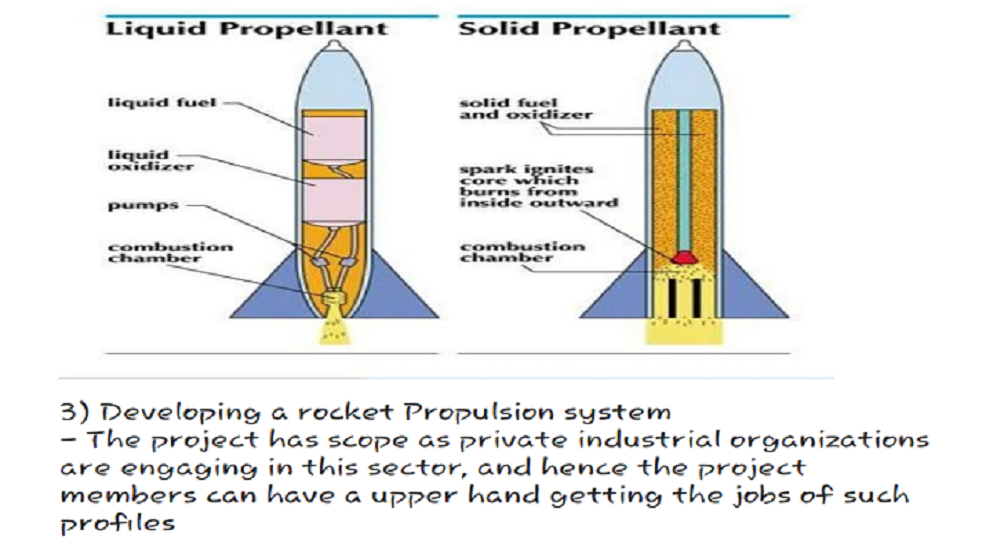 Liquid Propellant
liquid fuel
liquid
oxidizer
pumps
combustion
chamber
Solid Propellant
solid fuel
and oxidizer
spark ignites
core which
burns from
inside outward
combustion
chamber
3) Developing a rocket Propulsion system
- The project has scope as private industrial organizations
are engaging in this sector, and hence the project
members can have a upper hand getting the jobs of such
profiles